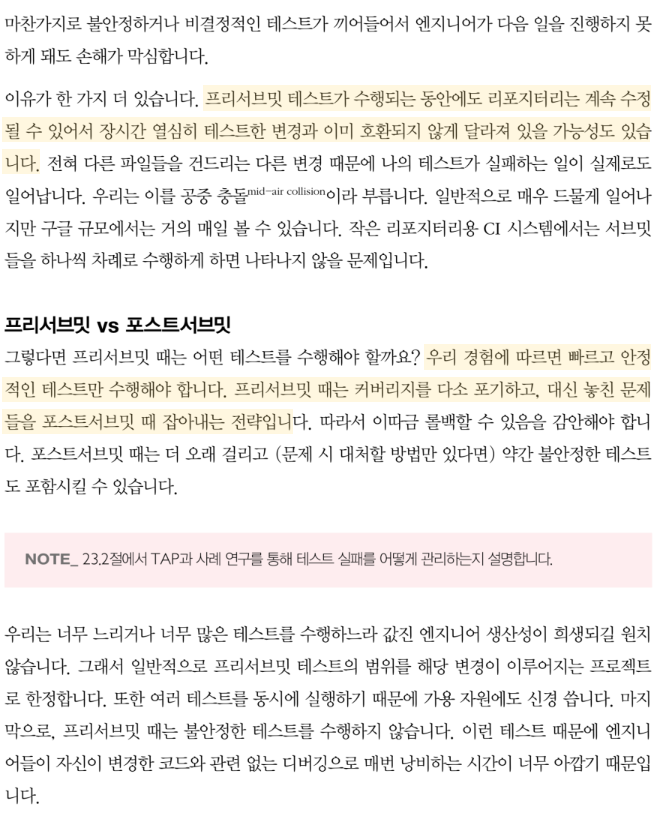 마찬가지로 불안정하거나 비결정적인 테스트가 끼어들어서 엔지니어가 다음 일을 진행하지 못
하게 돼도 손해가 막심합니다.
이유가 한 가지 더 있습니다. 프리서브밋 테스트가 수행되는 동안에도 리포지터리는 계속 수정
될 수 있어서 장시간 열심히 테스트한 변경과 이미 호환되지 않게 달라져 있을 가능성도 있습
니다. 전혀 다른 파일들을 건드리는 다른 변경 때문에 나의 테스트가 실패하는 일이 실제로도
일어납니다. 우리는 이를 공중 충돌mid-air collision이라 부릅니다. 일반적으로 매우 드물게 일어나
지만 구글 규모에서는 거의 매일 볼 수 있습니다. 작은 리포지터리용 CI 시스템에서는 서브밋
들을 하나씩 차례로 수행하게 하면 나타나지 않을 문제입니다.
프리서브밋 vs 포스트서브밋
그렇다면 프리서브밋 때는 어떤 테스트를 수행해야 할까요? 우리 경험에 따르면 빠르고 안정
적인 테스트만 수행해야 합니다. 프리서브밋 때는 커버리지를 다소 포기하고, 대신 놓친 문제
들을 포스트서브밋 때 잡아내는 전략입니다. 따라서 이따금 롤백할 수 있음을 감안해야 합니
다. 포스트서브밋 때는 더 오래 걸리고 (문제 시 대처할 방법만 있다면) 약간 불안정한 테스트
도 포함시킬 수 있습니다.
NOTE_ 23.2절에서 TAP과 사례 연구를 통해 테스트 실패를 어떻게 관리하는지 설명합니다.
우리는 너무 느리거나 너무 많은 테스트를 수행하느라 값진 엔지니어 생산성이 희생되길 원치
않습니다. 그래서 일반적으로 프리서브밋 테스트의 범위를 해당 변경이 이루어지는 프로젝트
로 한정합니다. 또한 여러 테스트를 동시에 실행하기 때문에 가용 자원에도 신경 씁니다. 마지
막으로, 프리서브밋 때는 불안정한 테스트를 수행하지 않습니다. 이런 테스트 때문에 엔지니
어들이 자신이 변경한 코드와 관련 없는 디버깅으로 매번 낭비하는 시간이 너무 아깝기 때문입
니다.